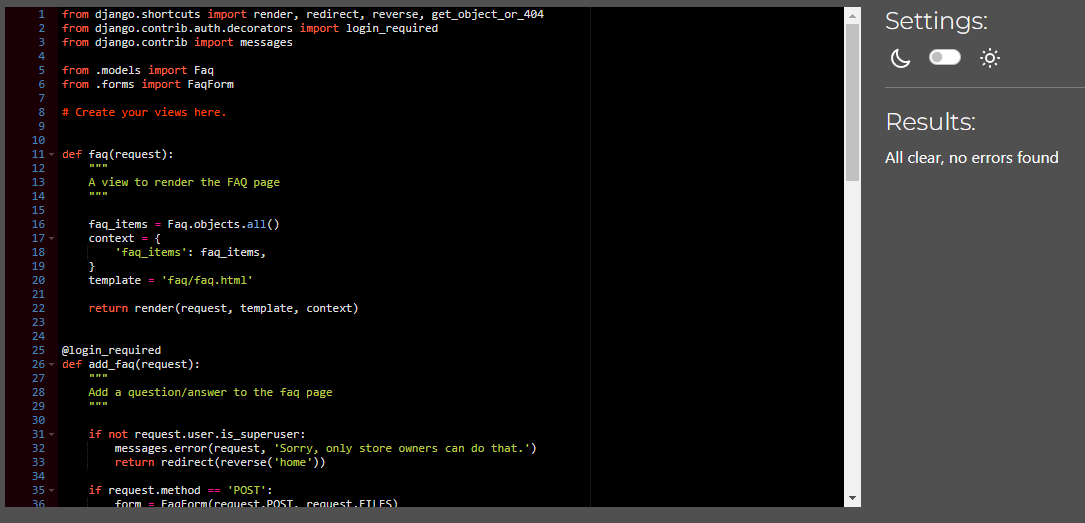 1 from django.shortcuts import render, redirect, reverse, get_object_or_404
2 from django.contrib.auth.decorators import login_required
3 from django.contrib import messages
4
5 from .models import Faq
6 from .forms import FaqForm
7
8 # Create your views here.
9
10
11 def faq(request):
12     """
13     A view to render the FAQ page
14     """
15
16     faq_items = Faq.objects.all()
17     context = {
18         'faq_items': faq_items,
19     }
20     template = 'faq/faq.html'
21
22     return render(request, template, context)
23
24
25 @login_required
26 def add_faq(request):
27     """
28     Add a question/answer to the faq page
29     """
30
31     if not request.user.is_superuser:
32         messages.error(request, 'Sorry, only store owners can do that.')
33         return redirect(reverse('home'))
34
35     if request.method == 'POST':
36         form = FaqForm(request.POST, request.FILES)
Settings:
Results:
All clear, no errors found